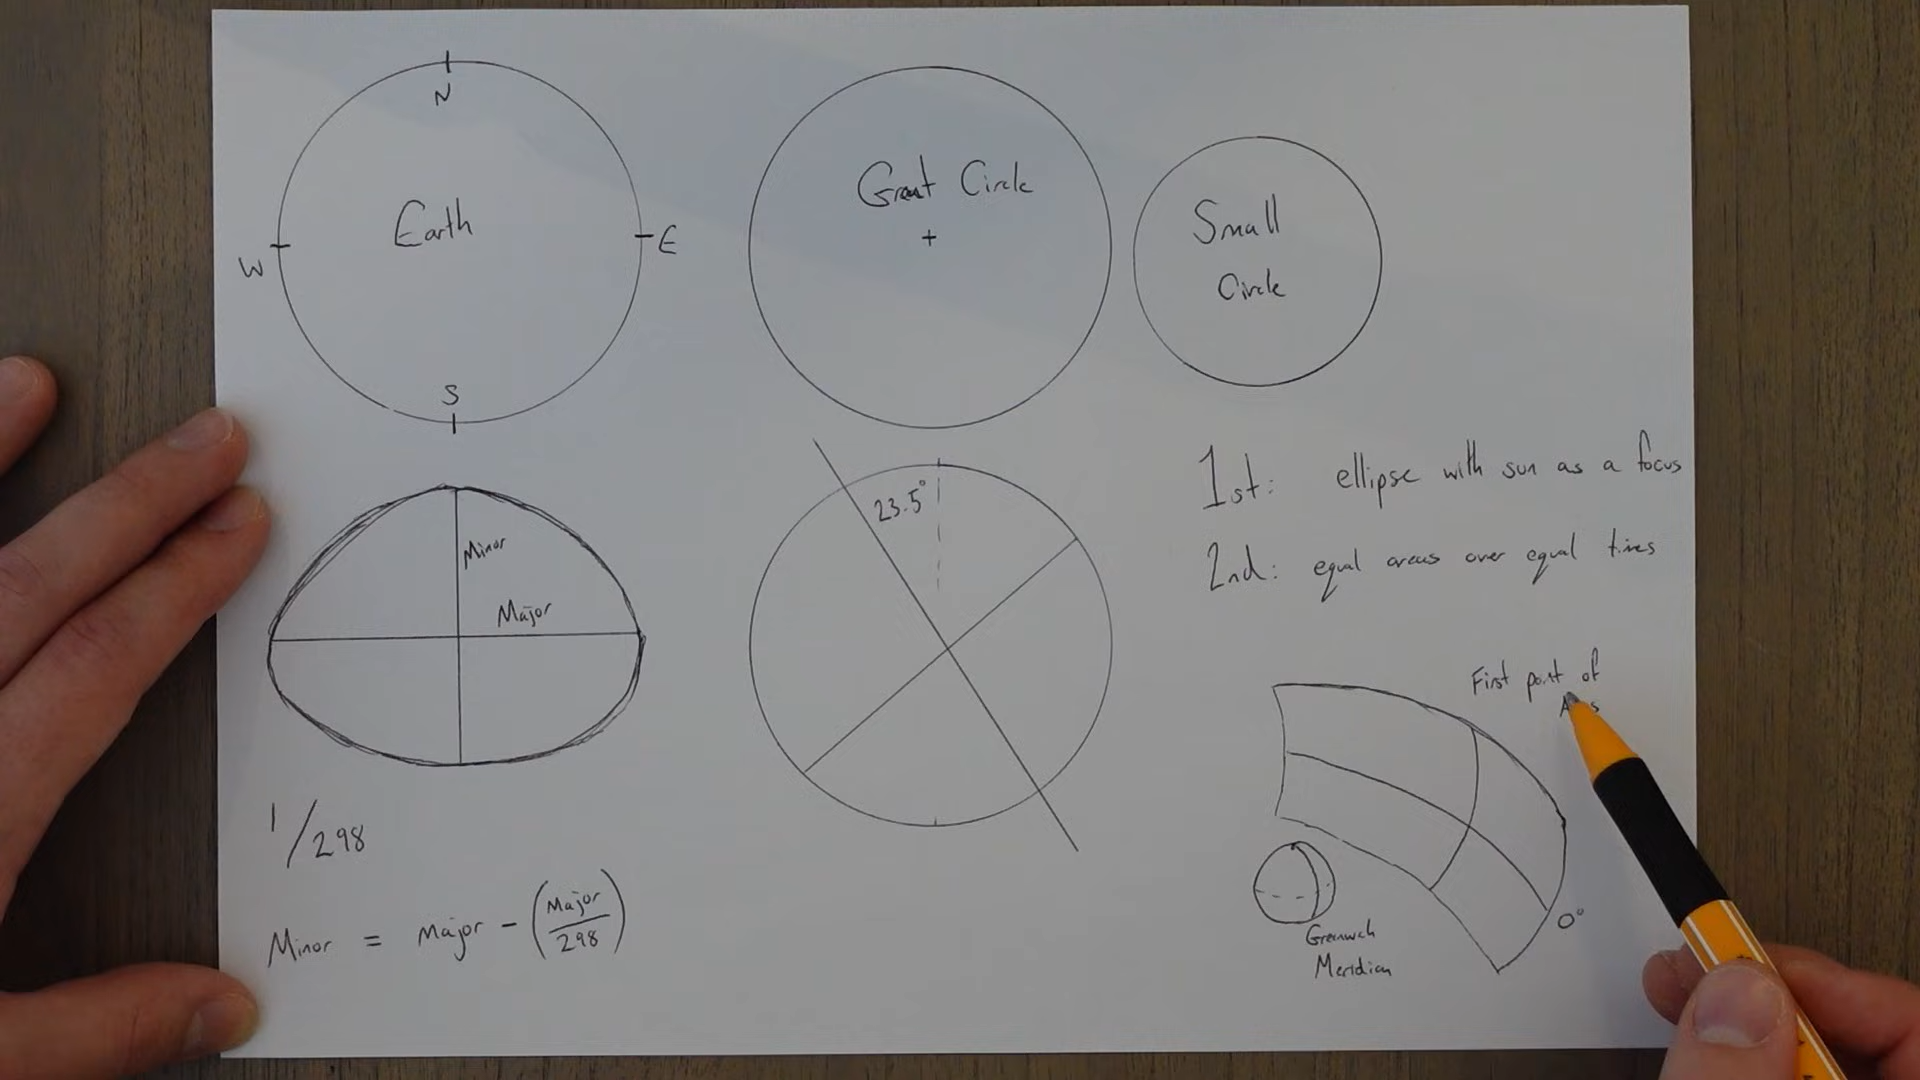 N
Earth
W
E
S
Great Circle
+
Small
Circle
Minor
Major
23.5°
1st: ellipse with sun as a focus
2nd: equal areas over equal times
First point of
0°
Greenwich
Meridian
1/298
Minor = Major - (Major/298)